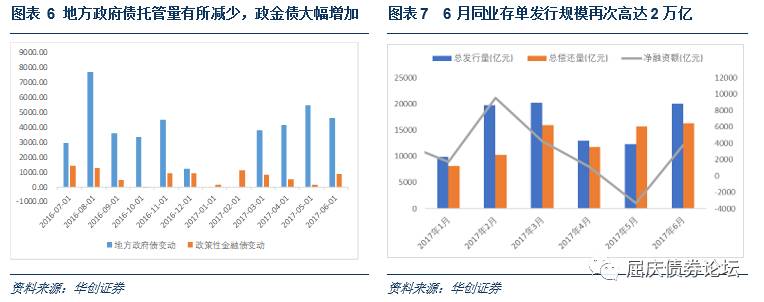 图表 6 地方政府债托管量有所减少，政金债大幅增加
9000.00
8000.00
7000.00
6000.00
5000.00
4000.00
3000.00
2000.00
1000.00
0.00
-1000.00
2016-07-01
2016-08-01
2016-09-01
2016-10-01
2016-11-01
2016-12-01
2017-01-01
2017-02-01
2017-03-01
2017-04-01
2017-05-01
2017-06-01
地方政府债变动 政策性金融债变动
资料来源：华创证券
图表 7 6 月同业存单发行规模再次高达 2 万亿
总发行量(亿元) 总偿还量(亿元) 净融资额(亿元)
25000
20000
15000
10000
5000
0
12000
10000
8000
6000
4000
2000
0
-2000
-4000
2017年1月
2017年2月
2017年3月
2017年4月
2017年5月
2017年6月
资料来源：华创证券
屈庆债券论坛